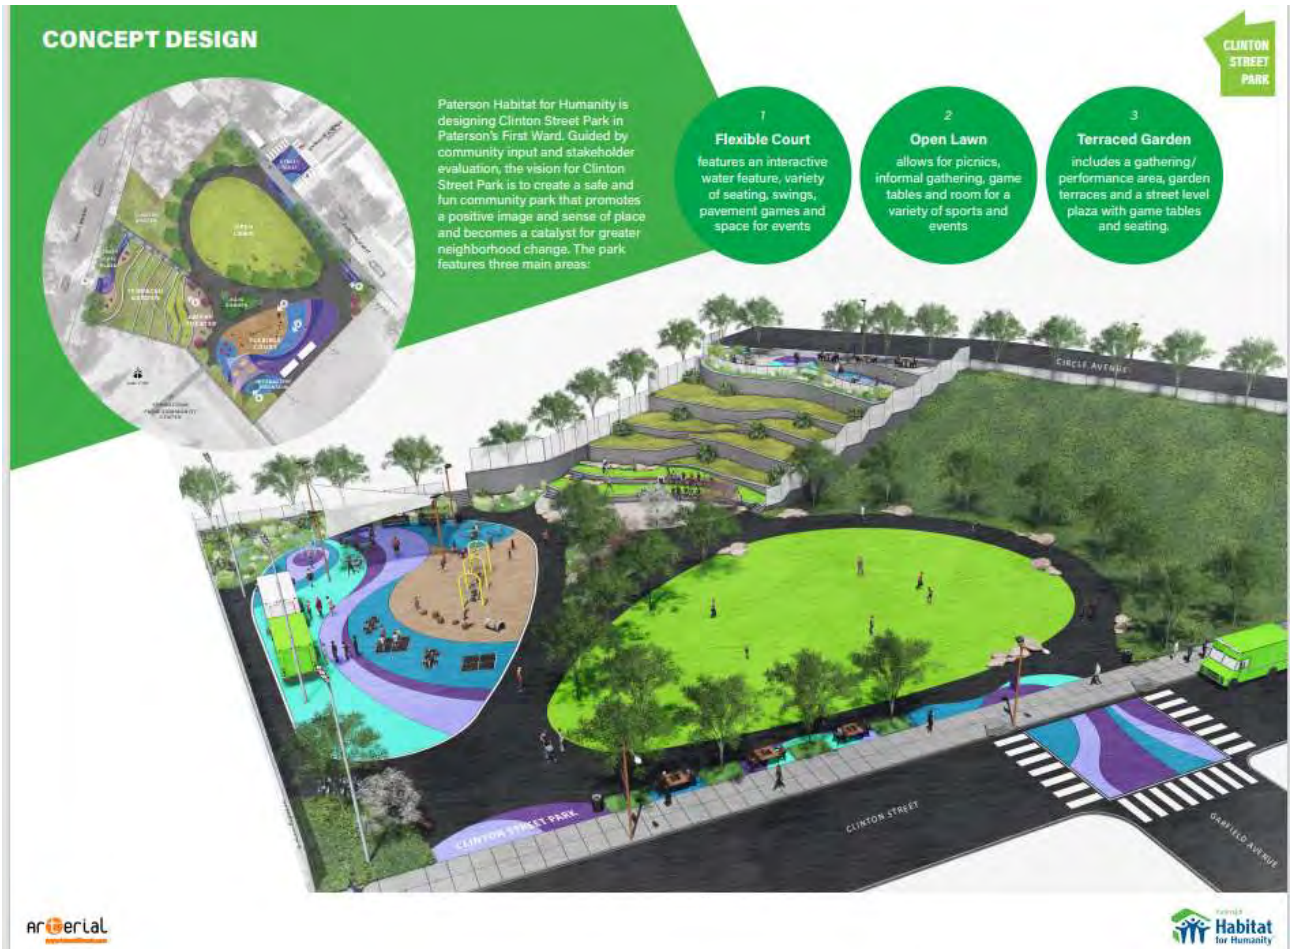 CONCEPT DESIGN
CLINTON
STREET
PARK
Paterson Habitat for Humanity is
designing Clinton Street Park in
Paterson's First Ward. Guided by
community input and stakeholder
evaluation, the vision for Clinton
Street Park is to create a safe and
fun community park that promotes
a positive image and sense of place
and becomes a catalyst for greater
neighborhood change. The park
features three main areas:
1
Flexible Court
features an interactive
water feature, variety
of seating, swings,
pavement games and
space for events
2
Open Lawn
allows for picnics,
informal gathering, game
tables and room for a
variety of sports and
events
3
Terraced Garden
includes a gathering/
performance area, garden
terraces and a street level
plaza with game tables
and seating.
OPEN
LAWN
TERRACED
GARDEN
FLEXIBLE
COURT
CIRCLE AVENUE
CLINTON STREET PARK
CLINTON STREET
GARFIELD AVENUE
Arterial
Habitat
for Humanity